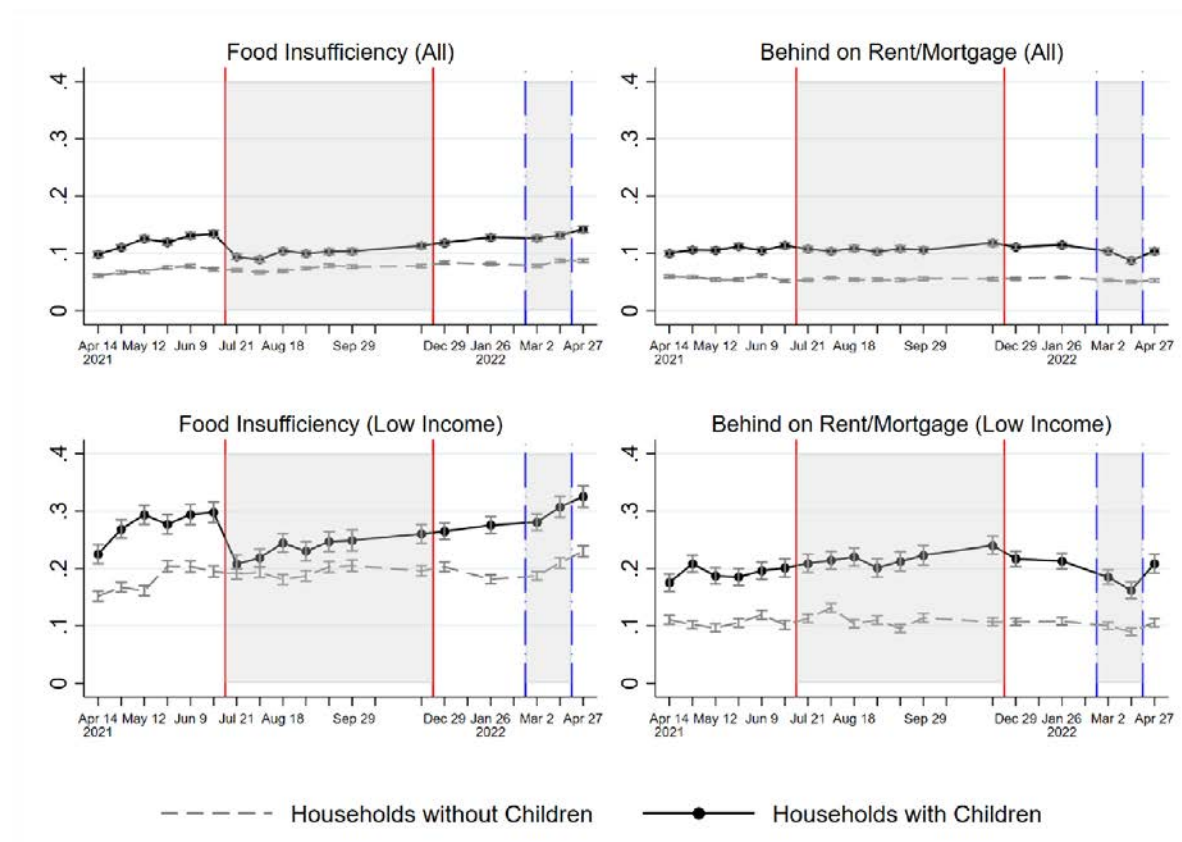 Food Insufficiency (All)
.4
.3
.2
.1
0
Apr 14 May 12 Jun 9 Jul 21 Aug 18 Sep 29 Dec 29 Jan 26 Mar 2 Apr 27
2021 2022
Behind on Rent/Mortgage (All)
.4
.3
.2
.1
0
Apr 14 May 12 Jun 9 Jul 21 Aug 18 Sep 29 Dec 29 Jan 26 Mar 2 Apr 27
2021 2022
Food Insufficiency (Low Income)
.4
.3
.2
.1
0
Apr 14 May 12 Jun 9 Jul 21 Aug 18 Sep 29 Dec 29 Jan 26 Mar 2 Apr 27
2021 2022
Behind on Rent/Mortgage (Low Income)
.4
.3
.2
.1
0
Apr 14 May 12 Jun 9 Jul 21 Aug 18 Sep 29 Dec 29 Jan 26 Mar 2 Apr 27
2021 2022
Households without Children Households with Children